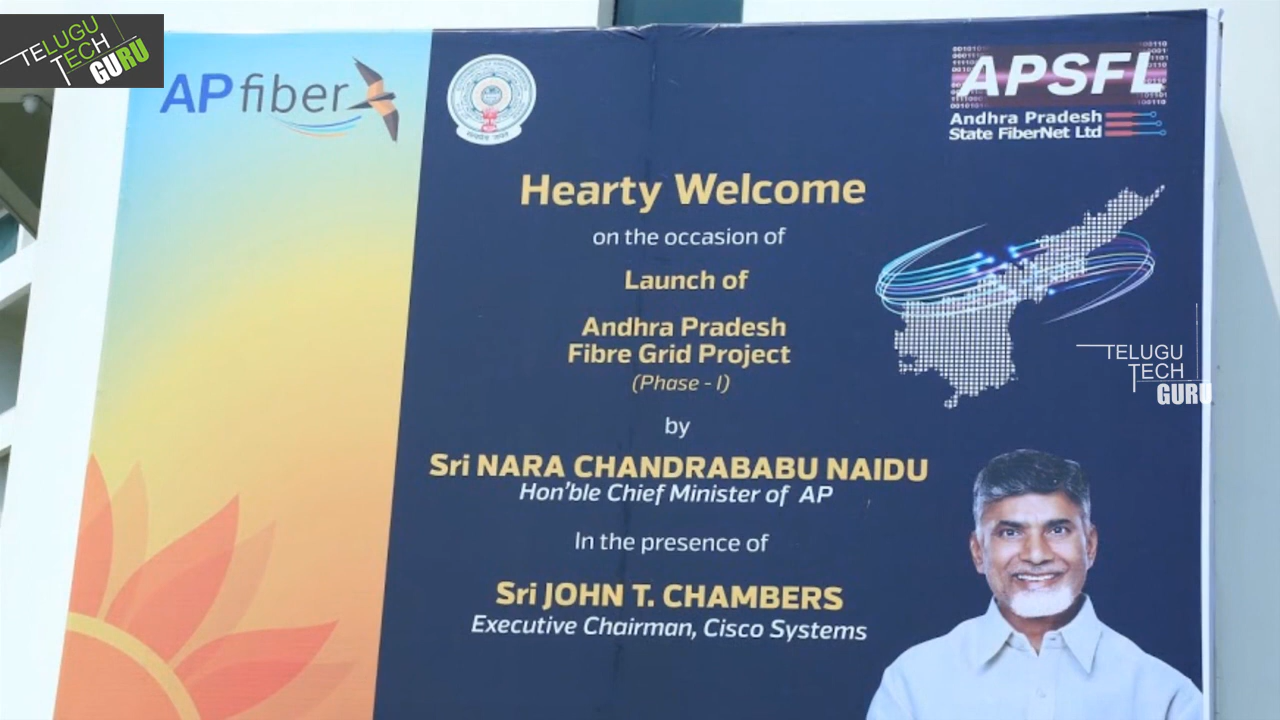 TELUGU
TECH
GURU
AP fiber
APSFL
Andhra Pradesh
State FiberNet Ltd
Hearty Welcome
on the occasion of
Launch of
Andhra Pradesh
Fibre Grid Project
(Phase - I)
by
Sri NARA CHANDRABABU NAIDU
Hon'ble Chief Minister of AP
In the presence of
Sri JOHN T. CHAMBERS
Executive Chairman, Cisco Systems
TELUGU
TECH
GURU